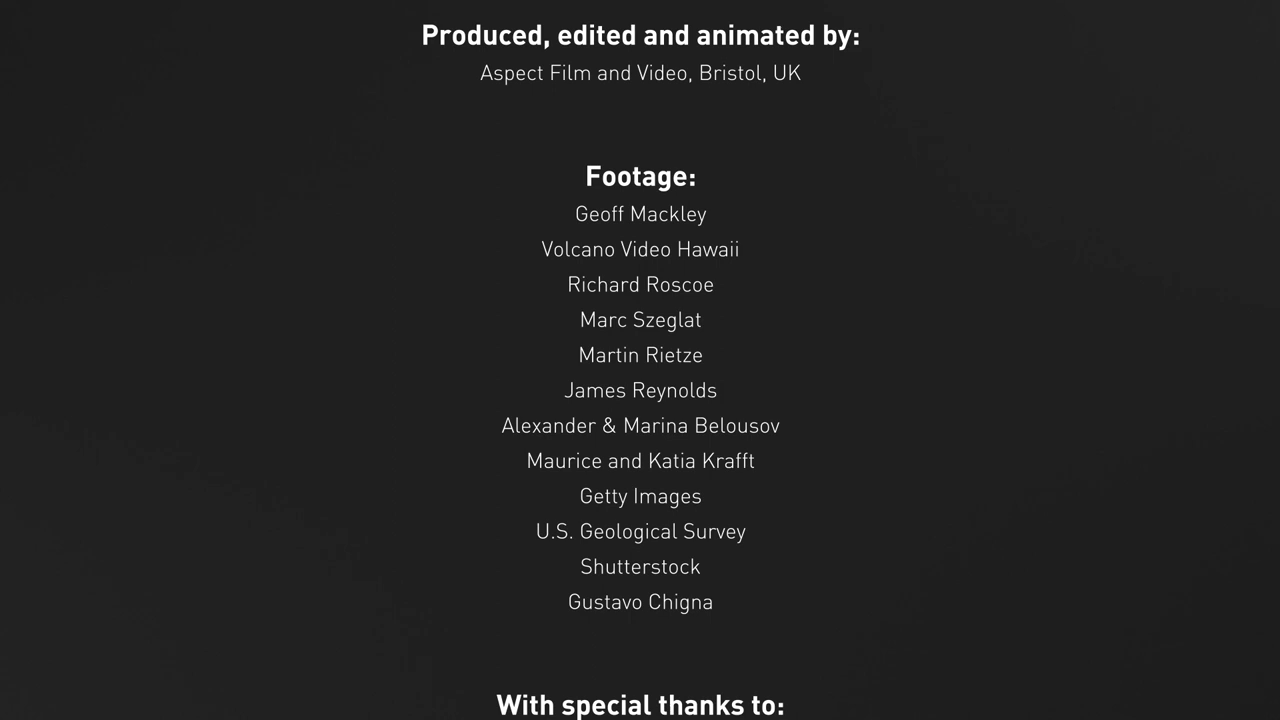 Produced, edited and animated by:
Aspect Film and Video, Bristol, UK
Footage:
Geoff Mackley
Volcano Video Hawaii
Richard Roscoe
Marc Szeglat
Martin Rietze
James Reynolds
Alexander & Marina Belousov
Maurice and Katia Krafft
Getty Images
U.S. Geological Survey
Shutterstock
Gustavo Chigna
With special thanks to: